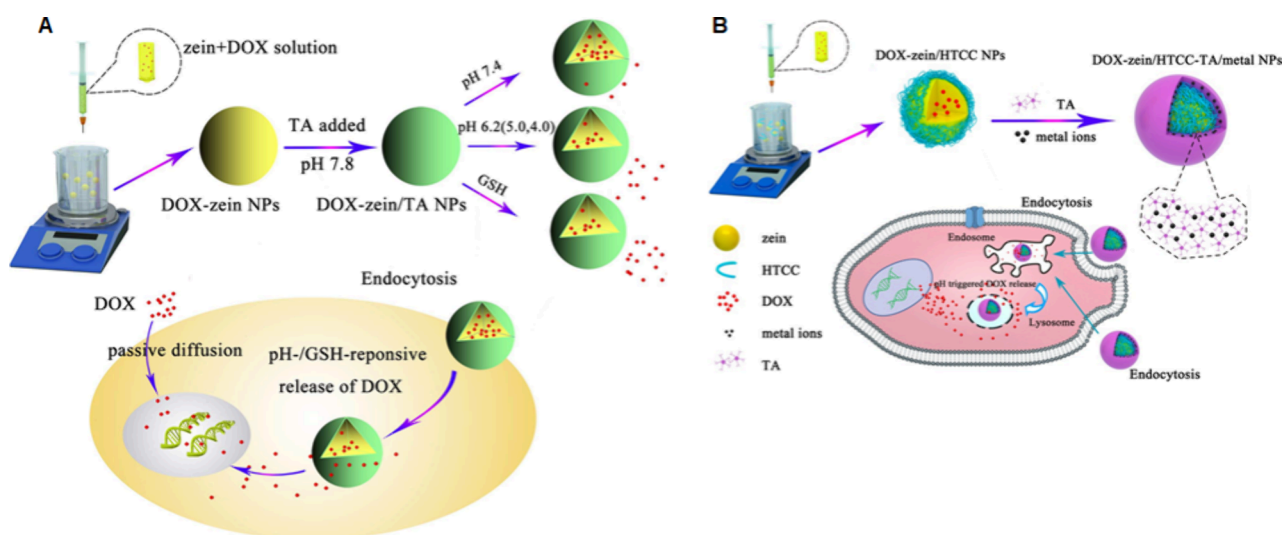 A
zein+DOX solution
DOX-zein NPs
TA added
pH 7.8
DOX-zein/TA NPs
pH 7.4
pH 6.2(5.0,4.0)
GSH
Endocytosis
DOX
passive diffusion
pH-/GSH-reponsive
release of DOX
B
DOX-zein/HTCC NPs
TA
metal ions
DOX-zein/HTCC-TA/metal NPs
zein
HTCC
DOX
metal ions
TA
Endocytosis
Endosome
pH triggered DOX release
Lysosome
Endocytosis